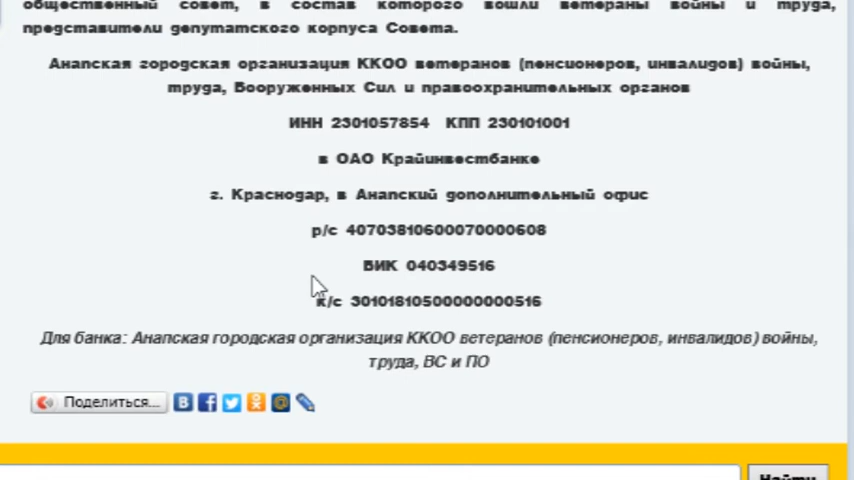 общественный совет, в состав которого вошли ветераны войны и труда,
представители депутатского корпуса Совета.
Анапская городская организация ККОО ветеранов (пенсионеров, инвалидов) войны,
труда, Вооруженных Сил и правоохранительных органов
ИНН 2301057854 КПП 230101001
в ОАО Крайинвестбанке
г. Краснодар, в Анапский дополнительный офис
р/с 40703810600070000608
БИК 040349516
к/с 30101810500000000516
Для банка: Анапская городская организация ККОО ветеранов (пенсионеров, инвалидов) войны,
труда, ВС и ПО
Поделиться...
Найти